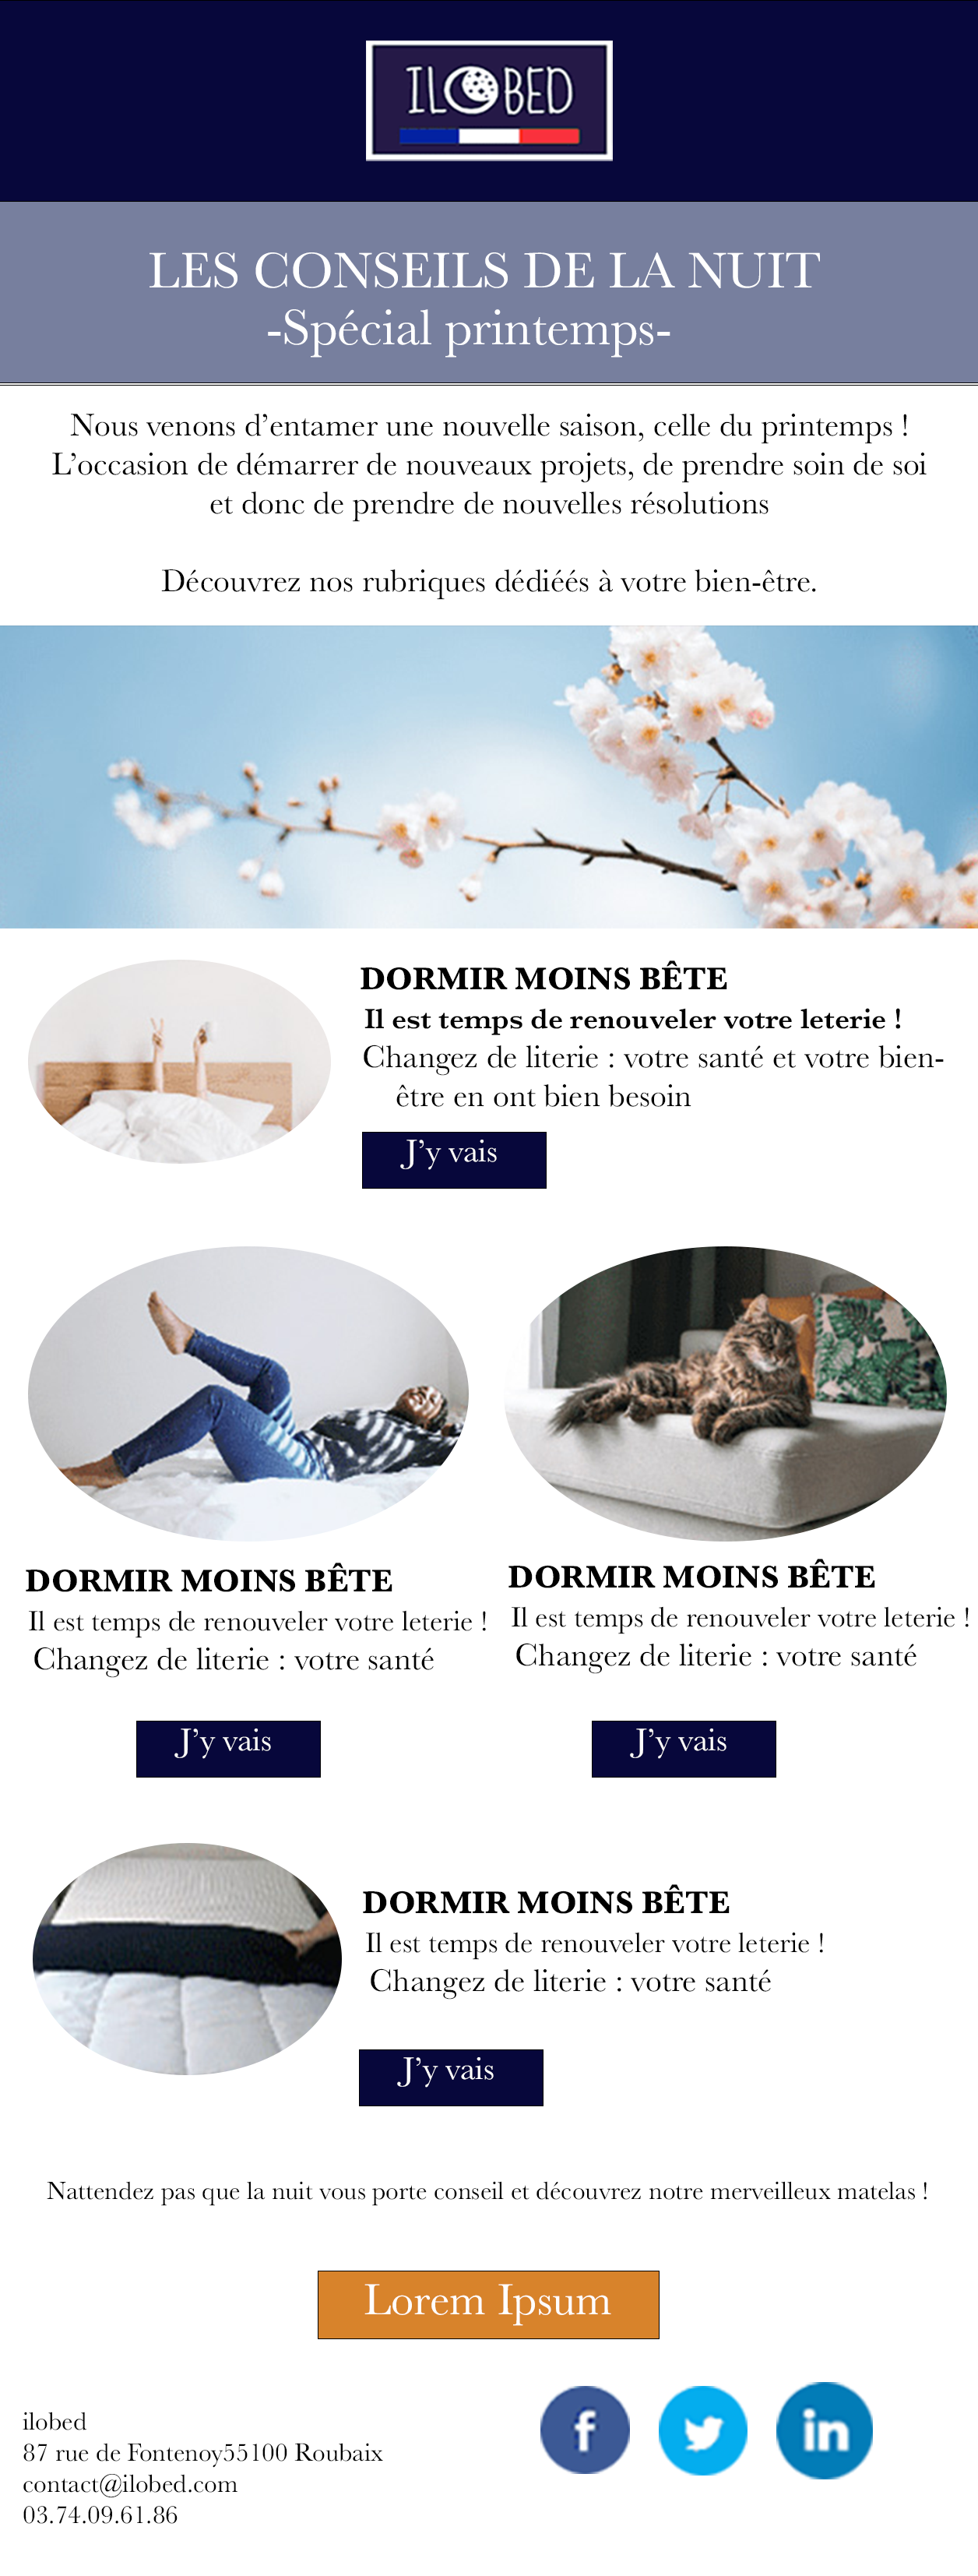 ILOBED
LES CONSEILS DE LA NUIT
-Spécial printemps-
Nous venons d’entamer une nouvelle saison, celle du printemps !
L’occasion de démarrer de nouveaux projets, de prendre soin de soi
et donc de prendre de nouvelles résolutions
Découvrez nos rubriques dédiéés à votre bien-être.
DORMIR MOINS BÊTE
Il est temps de renouveler votre leterie !
Changez de literie : votre santé et votre bien-
être en ont bien besoin
J’y vais
DORMIR MOINS BÊTE
Il est temps de renouveler votre leterie !
Changez de literie : votre santé
J’y vais
DORMIR MOINS BÊTE
Il est temps de renouveler votre leterie !
Changez de literie : votre santé
J’y vais
DORMIR MOINS BÊTE
Il est temps de renouveler votre leterie !
Changez de literie : votre santé
J’y vais
Nattendez pas que la nuit vous porte conseil et découvrez notre merveilleux matelas !
Lorem Ipsum
ilobed
87 rue de Fontenoy55100 Roubaix
contact@ilobed.com
03.74.09.61.86
f
in